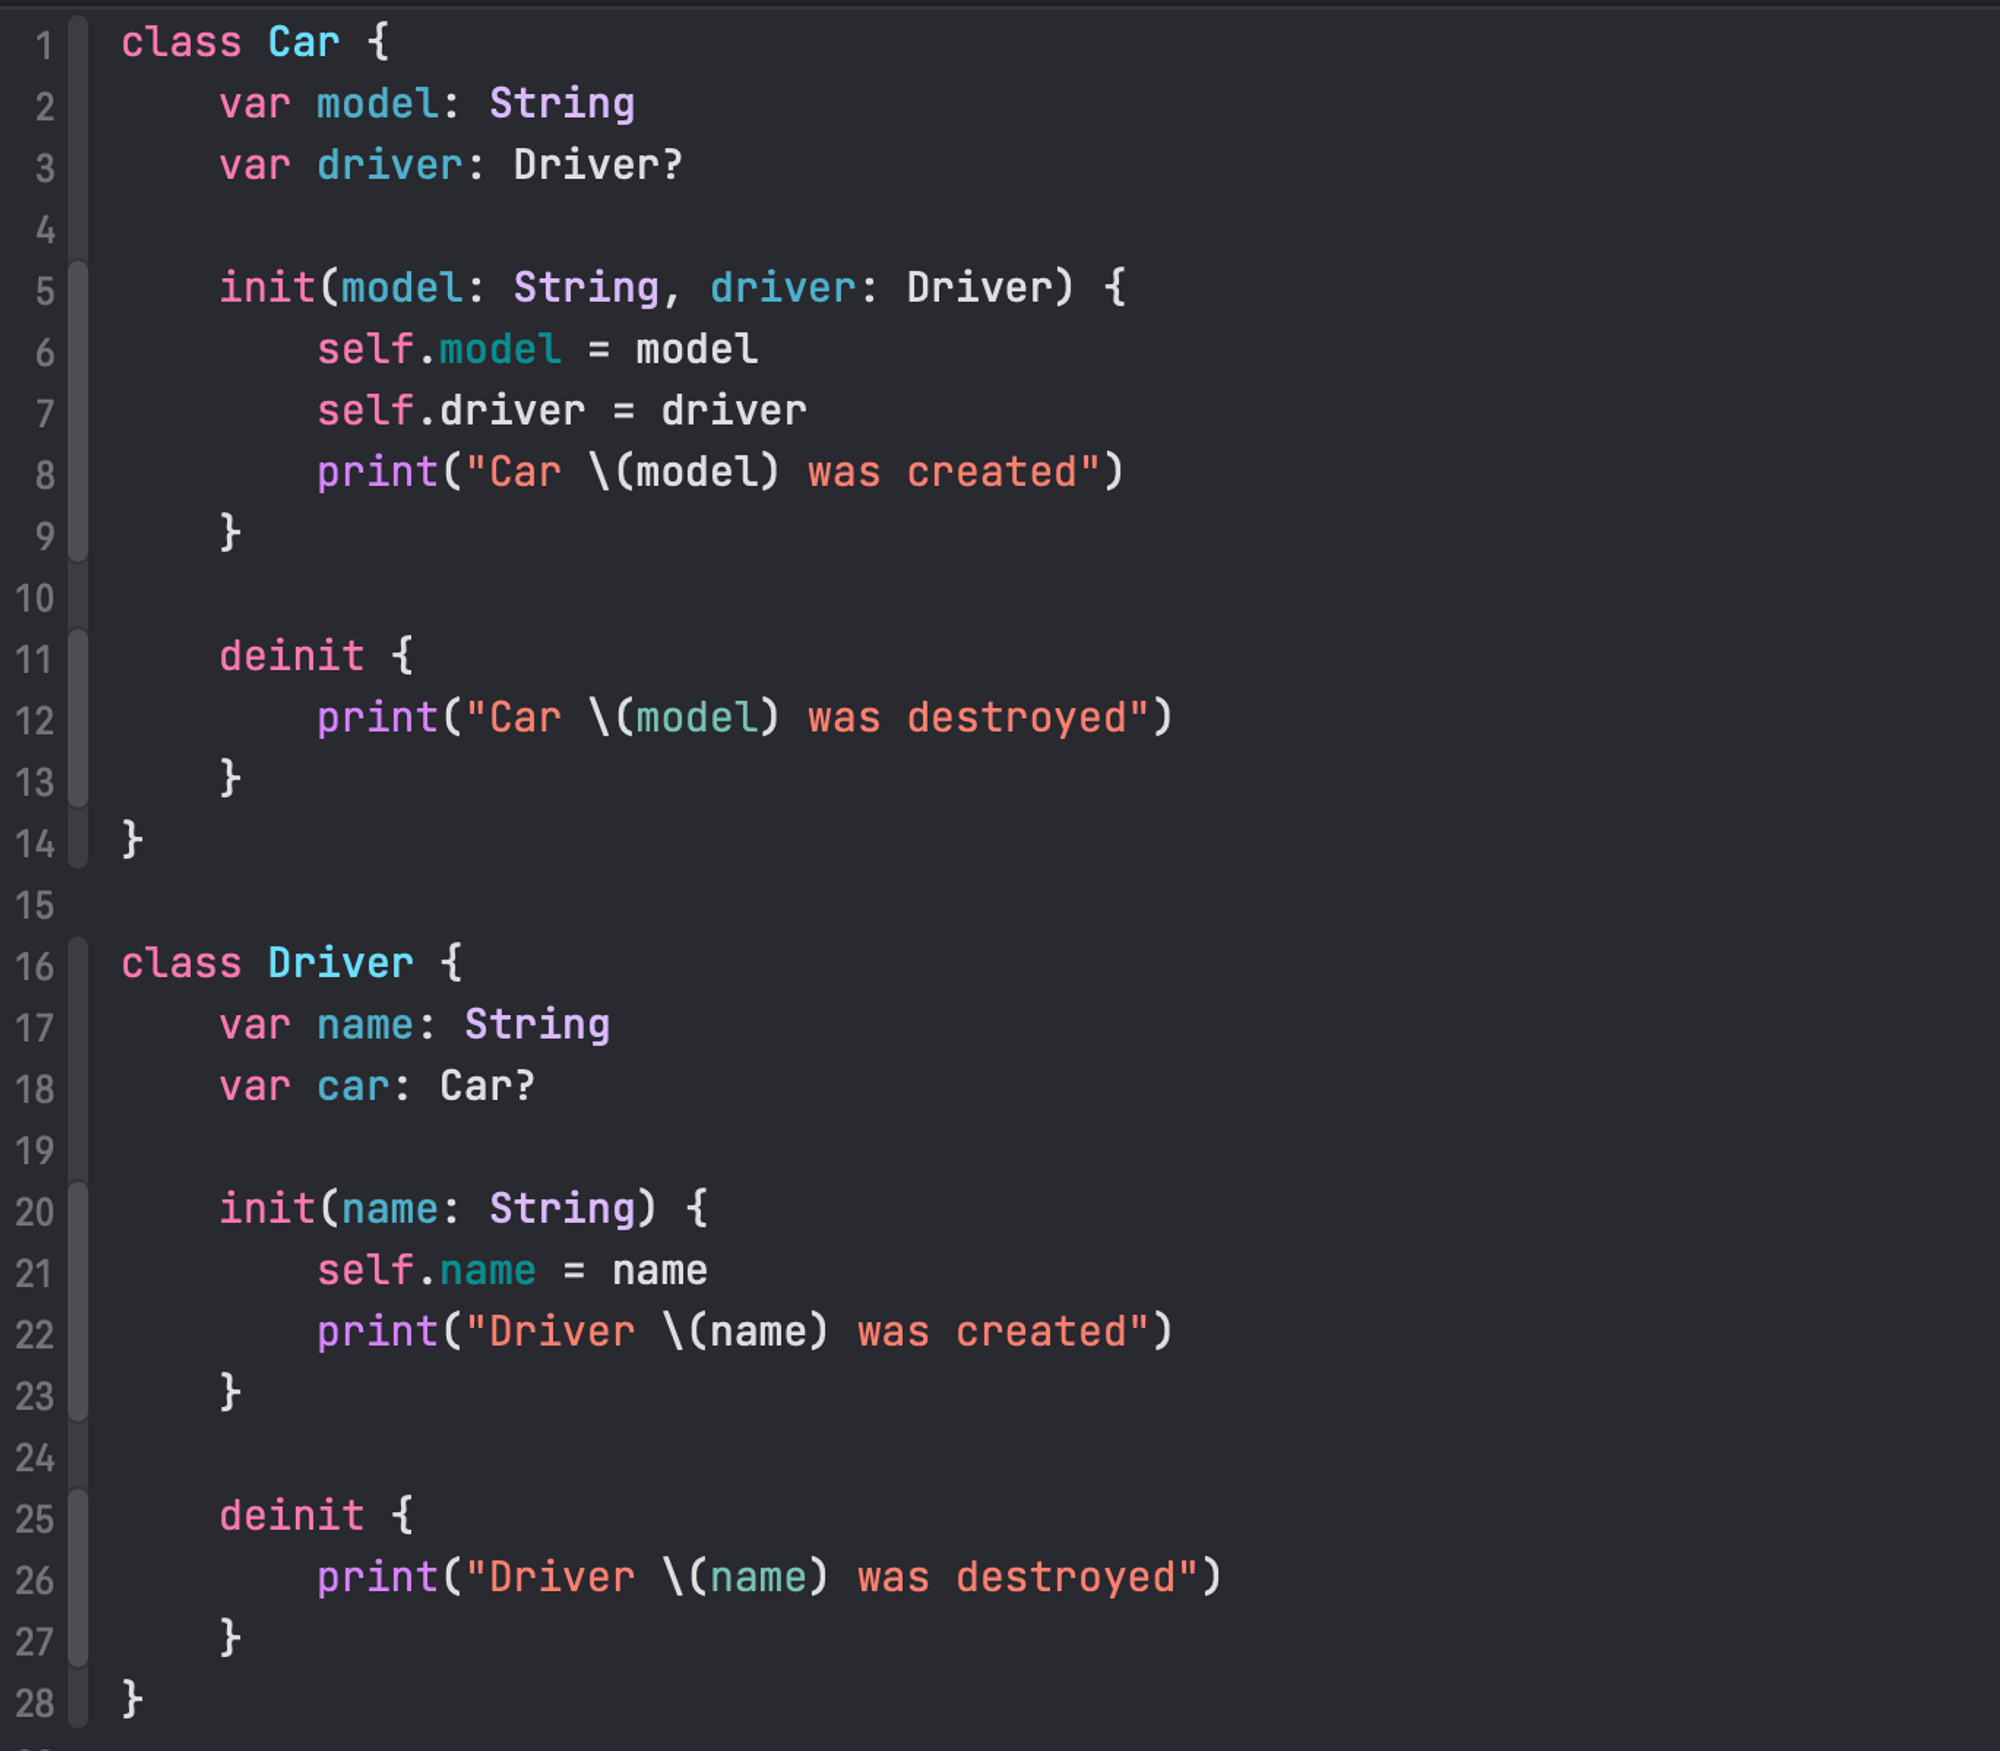 1 class Car {
2     var model: String
3     var driver: Driver?
4
5     init(model: String, driver: Driver) {
6         self.model = model
7         self.driver = driver
8         print("Car \(model) was created")
9     }
10
11     deinit {
12         print("Car \(model) was destroyed")
13     }
14 }
15
16 class Driver {
17     var name: String
18     var car: Car?
19
20     init(name: String) {
21         self.name = name
22         print("Driver \(name) was created")
23     }
24
25     deinit {
26         print("Driver \(name) was destroyed")
27     }
28 }